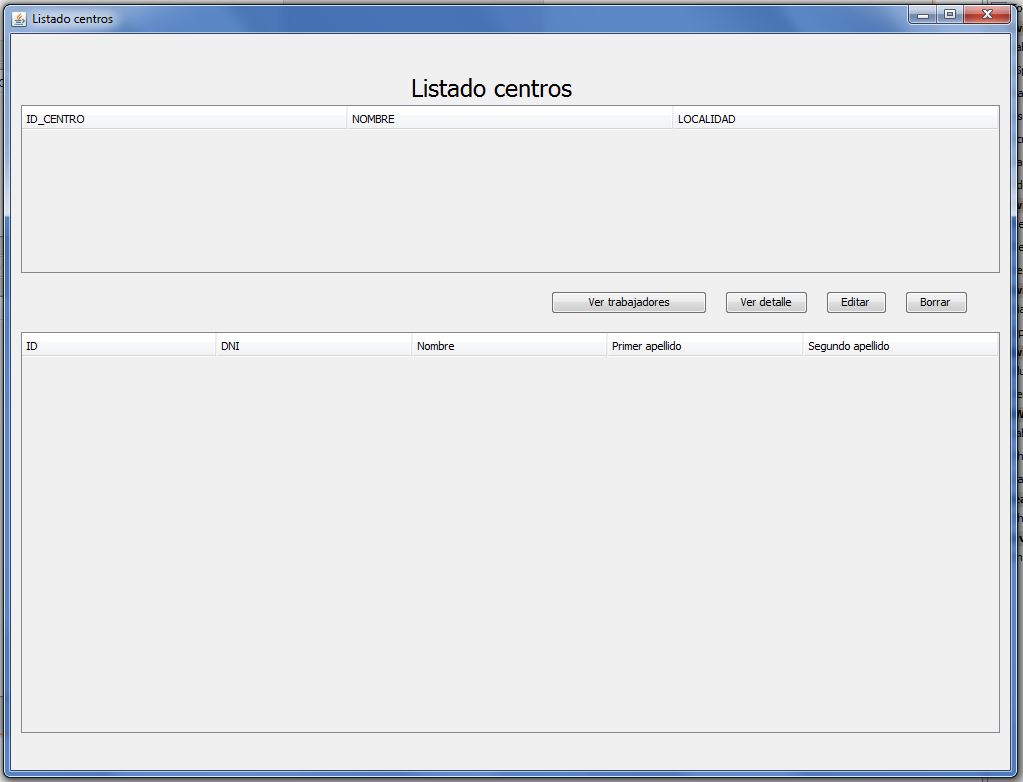 Listado centros
Listado centros
ID_CENTRO NOMBRE LOCALIDAD
Ver trabajadores Ver detalle Editar Borrar
ID DNI Nombre Primer apellido Segundo apellido